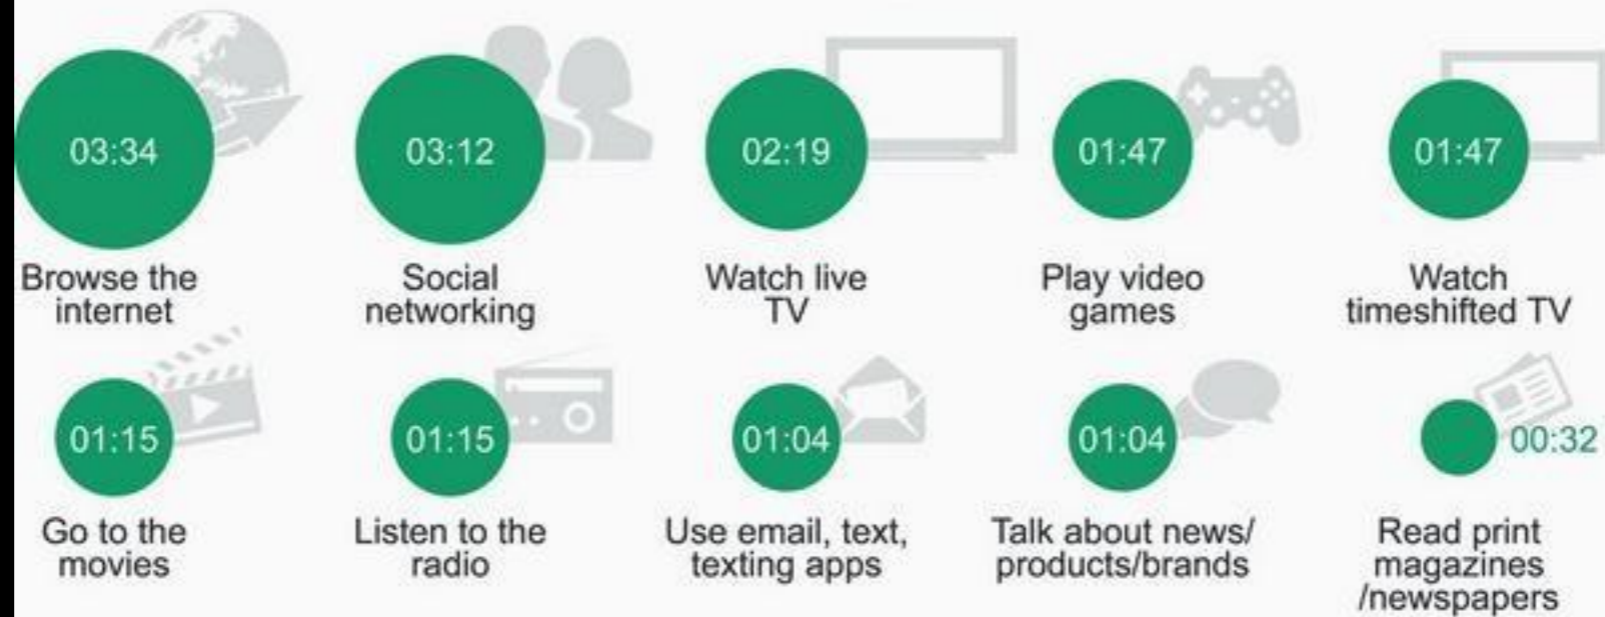 03:34
03:12
02:19
01:47
01:47
Browse the
internet
Social
networking
Watch live
TV
Play video
games
Watch
timeshifted TV
01:15
01:15
01:04
01:04
00:32
Go to the
movies
Listen to the
radio
Use email, text,
texting apps
Talk about news/
products/brands
Read print
magazines
/newspapers